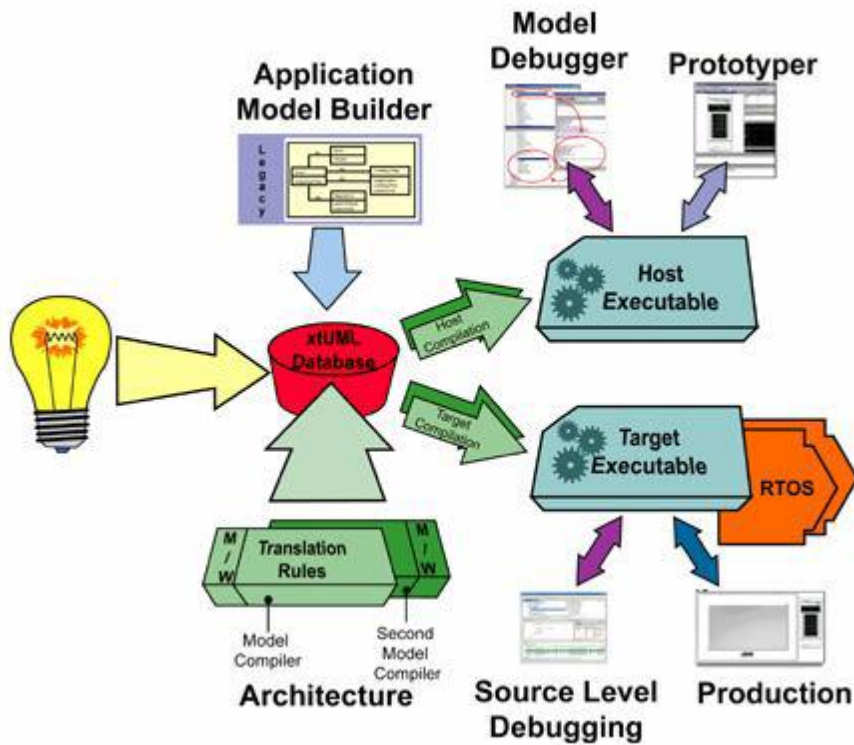 Model
Debugger
Prototyper
Application
Model Builder
Legacy
Host
Executable
Host
Compilation
xtUML
Database
Target
Compilation
Target
Executable
RTOS
M/W
Translation
Rules
M/W
Model
Compiler
Second
Model
Compiler
Architecture
Source Level
Debugging
Production